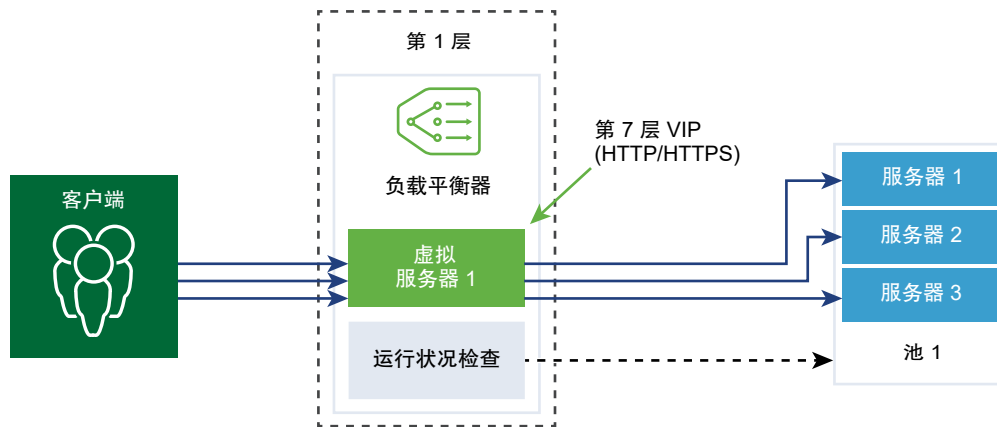 第 1 层
负载平衡器
第 7 层 VIP
(HTTP/HTTPS)
客户端
虚拟
服务器 1
运行状况检查
服务器 1
服务器 2
服务器 3
池 1